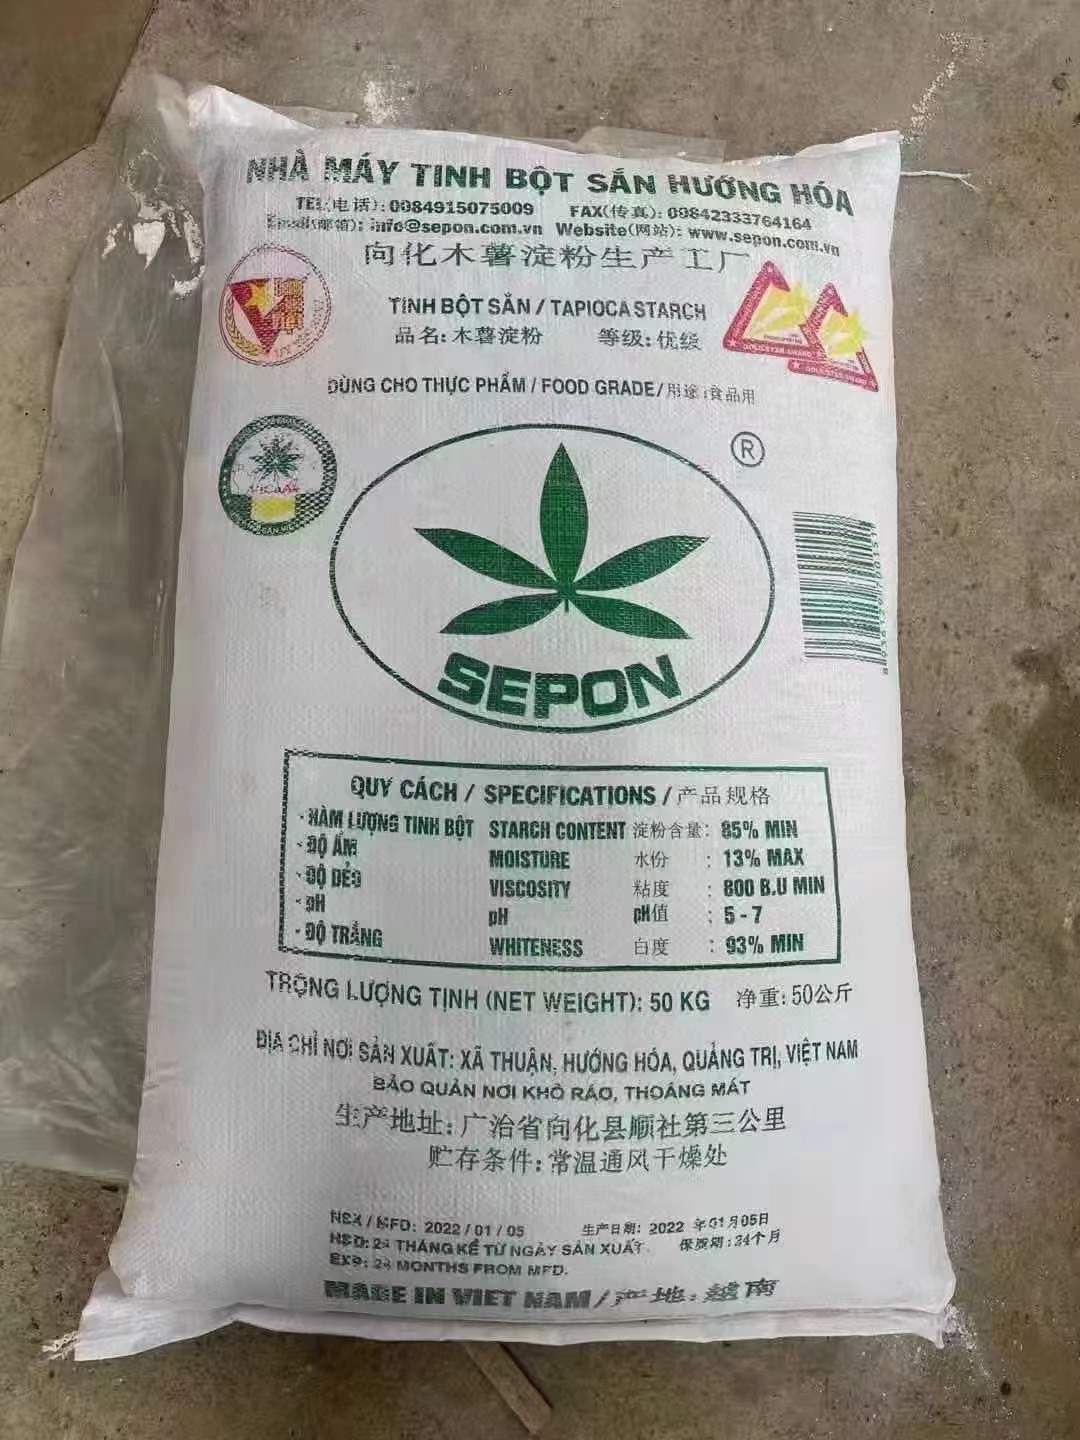 NHÀ MÁY TINH BỘT SẮN HƯỚNG HÓA
TEL(电话): 0084915075009 FAX(传真): 00842333764164
Email(邮箱): info@sepon.com.vn Website(网站): www.sepon.com.vn
向化木薯淀粉生产工厂
TINH BỘT SẮN / TAPIOCA STARCH
品名: 木薯淀粉 等级: 优级
DÙNG CHO THỰC PHẨM / FOOD GRADE / 用途: 食品用
®
SEPON
QUY CÁCH / SPECIFICATIONS / 产品规格
· HÀM LƯỢNG TINH BỘT STARCH CONTENT 淀粉含量: 85% MIN
· ĐỘ ẨM MOISTURE 水份 : 13% MAX
· ĐỘ DẺO VISCOSITY 粘度 : 800 B.U MIN
· pH pH pH值 : 5 - 7
· ĐỘ TRẮNG WHITENESS 白度 : 93% MIN
TRỌNG LƯỢNG TỊNH (NET WEIGHT): 50 KG 净重: 50公斤
ĐỊA CHỈ NƠI SẢN XUẤT: XÃ THUẬN, HƯỚNG HÓA, QUẢNG TRỊ, VIỆT NAM
BẢO QUẢN NƠI KHÔ RÁO, THOÁNG MÁT
生产地址: 广治省向化县顺社第三公里
贮存条件: 常温通风干燥处
NSX / MFD: 2022 / 01 / 05 生产日期: 2022 年01月05日
HSD: 24 THÁNG KỂ TỪ NGÀY SẢN XUẤT. 保质期: 24个月
EXP: 24 MONTHS FROM MFD.
MADE IN VIET NAM / 产地: 越南